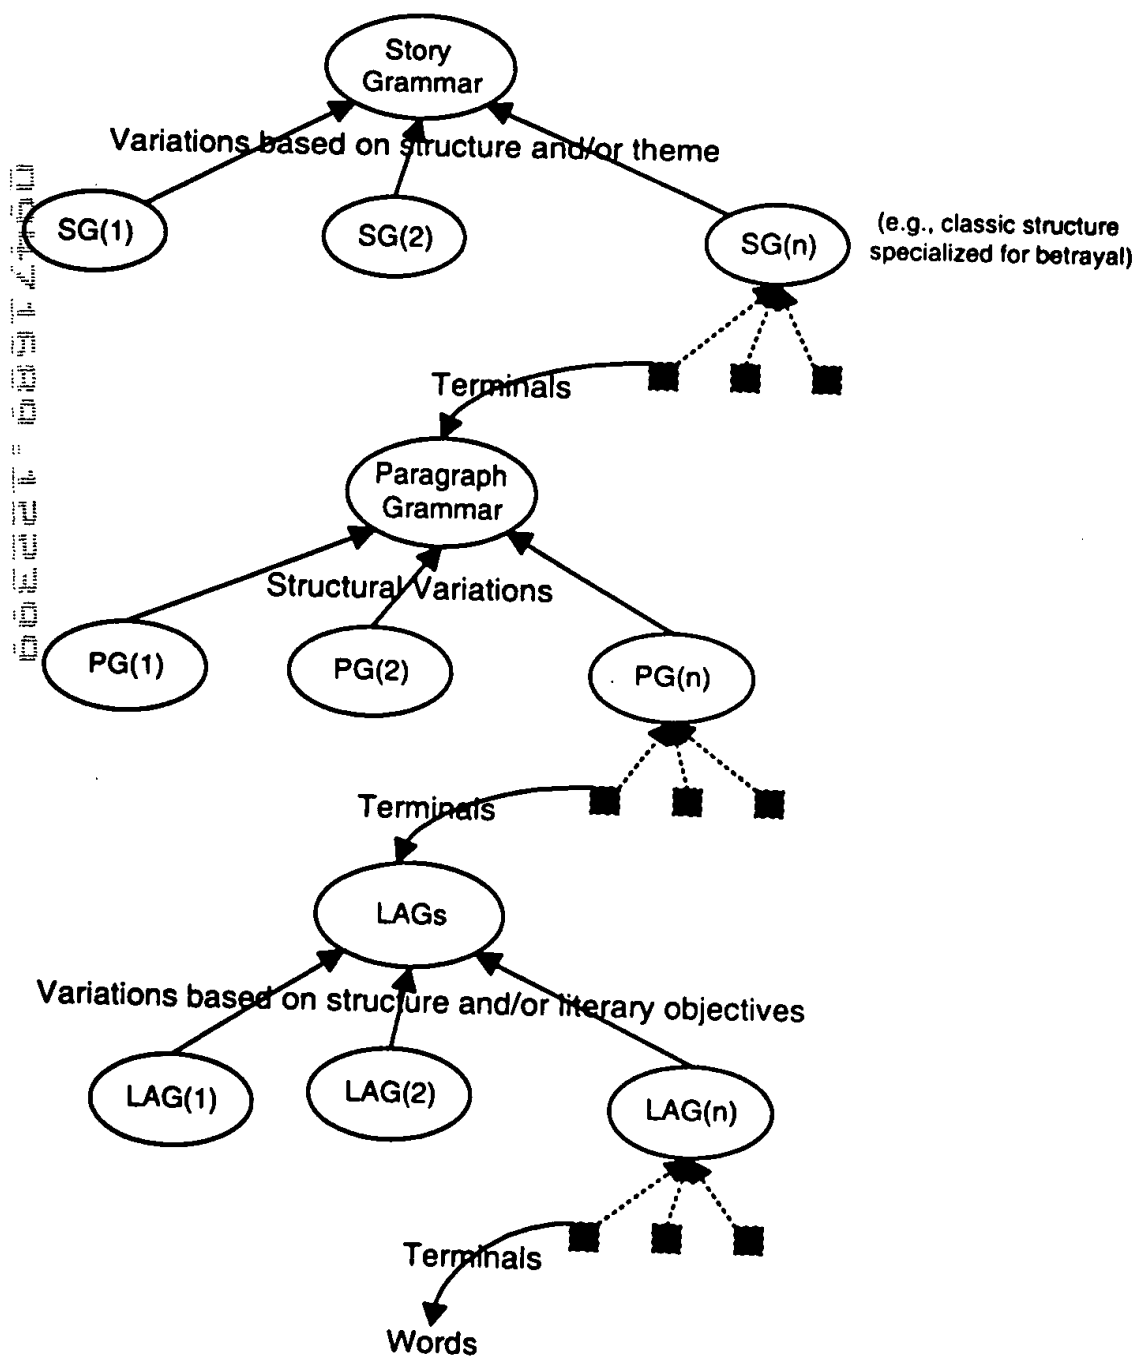 Story
Grammar
Variations based on structure and/or theme
SG(1)
SG(2)
SG(n)
(e.g., classic structure
specialized for betrayal)
Terminals
Paragraph
Grammar
Structural Variations
PG(1)
PG(2)
PG(n)
Terminals
LAGs
Variations based on structure and/or literary objectives
LAG(1)
LAG(2)
LAG(n)
Terminals
Words